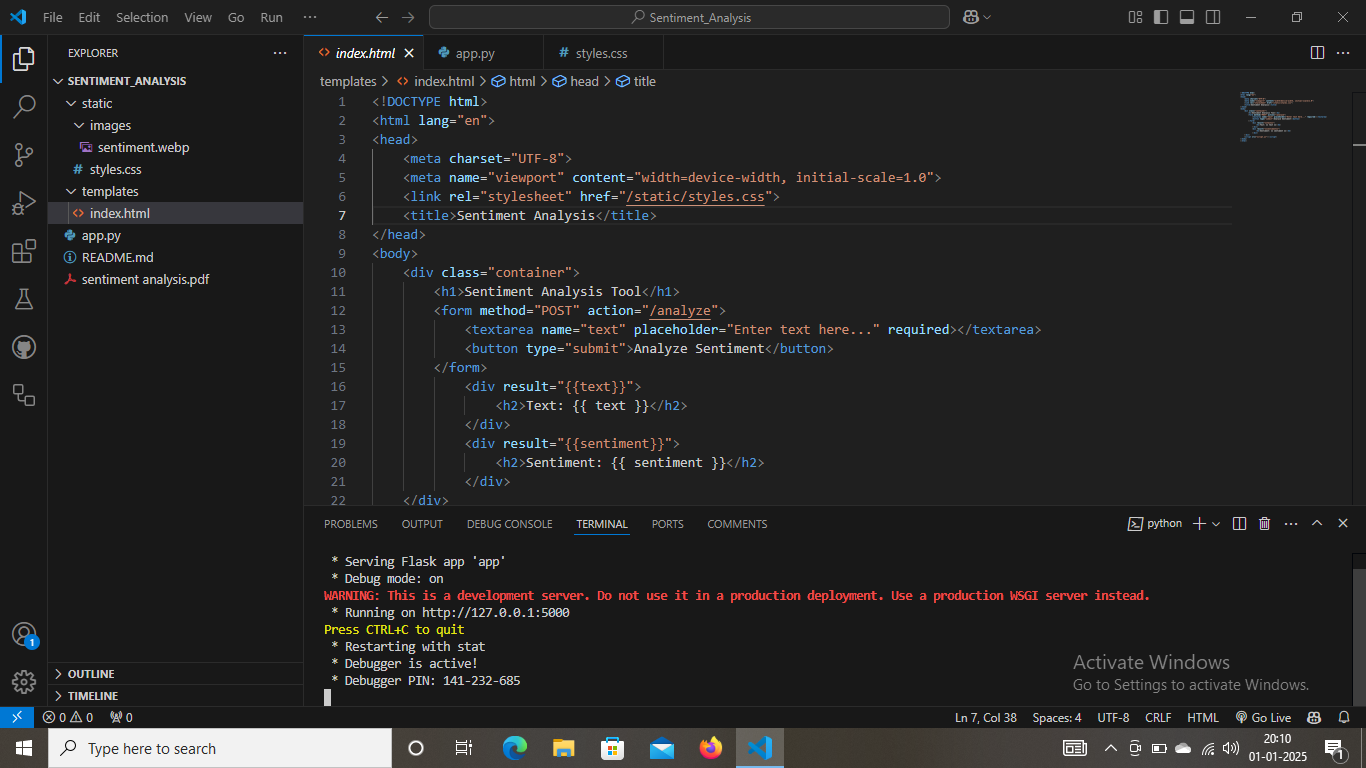 File Edit Selection View Go Run ··· Sentiment_Analysis
EXPLORER
SENTIMENT_ANALYSIS
static
images
sentiment.webp
# styles.css
templates
<> index.html
app.py
README.md
sentiment analysis.pdf
OUTLINE
TIMELINE
<> index.html app.py # styles.css
templates > <> index.html > html > head > title
1 <!DOCTYPE html>
2 <html lang="en">
3 <head>
4 <meta charset="UTF-8">
5 <meta name="viewport" content="width=device-width, initial-scale=1.0">
6 <link rel="stylesheet" href="/static/styles.css">
7 <title>Sentiment Analysis</title>
8 </head>
9 <body>
10 <div class="container">
11 <h1>Sentiment Analysis Tool</h1>
12 <form method="POST" action="/analyze">
13 <textarea name="text" placeholder="Enter text here..." required></textarea>
14 <button type="submit">Analyze Sentiment</button>
15 </form>
16 <div result="{{text}}">
17 <h2>Text: {{ text }}</h2>
18 </div>
19 <div result="{{sentiment}}">
20 <h2>Sentiment: {{ sentiment }}</h2>
21 </div>
22 </div>
PROBLEMS OUTPUT DEBUG CONSOLE TERMINAL PORTS COMMENTS python
* Serving Flask app 'app'
* Debug mode: on
WARNING: This is a development server. Do not use it in a production deployment. Use a production WSGI server instead.
* Running on http://127.0.0.1:5000
Press CTRL+C to quit
* Restarting with stat
* Debugger is active!
* Debugger PIN: 141-232-685
Activate Windows
Go to Settings to activate Windows.
1
0 0 0 Ln 7, Col 38 Spaces: 4 UTF-8 CRLF HTML Go Live
Type here to search
20:10
01-01-2025
1